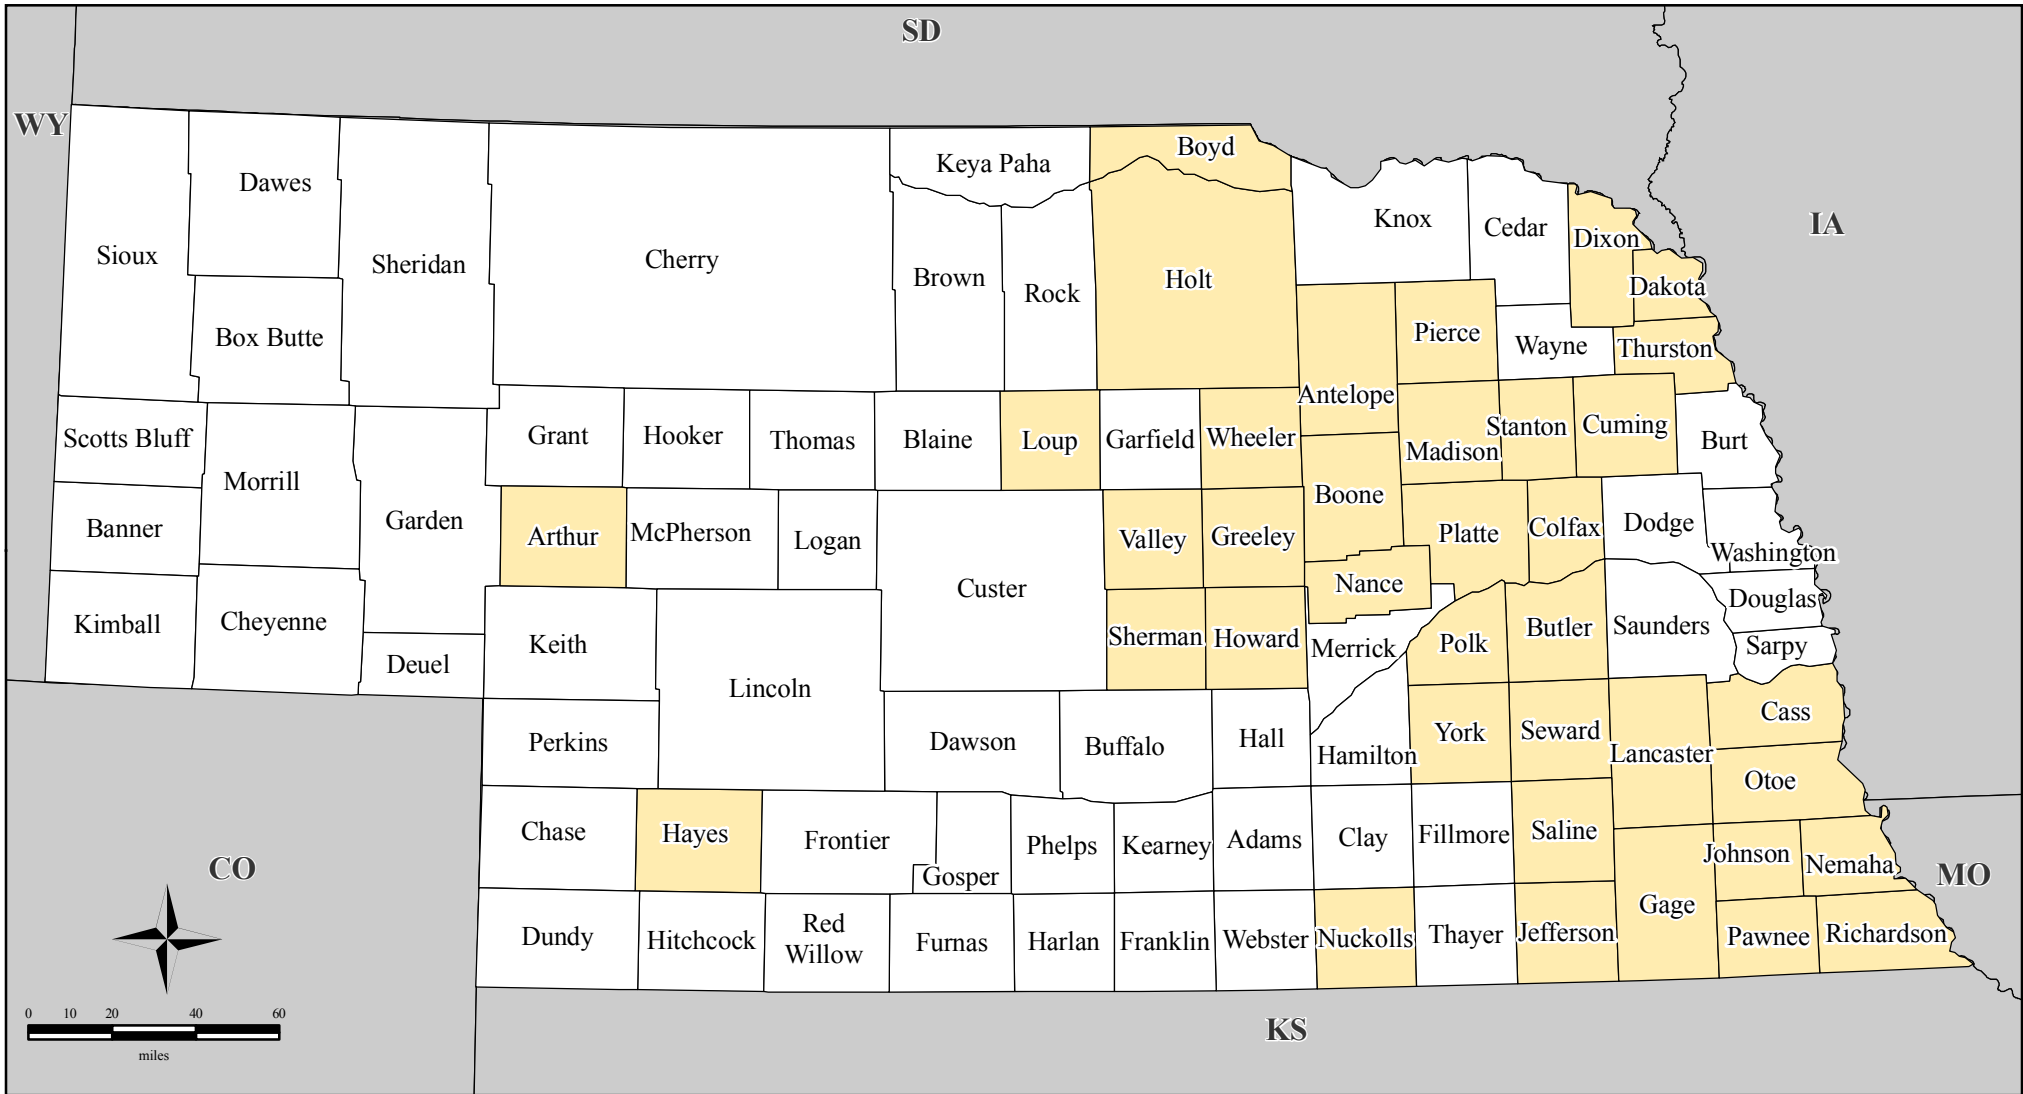 SD
WY
IA
CO
MO
KS
Boyd
Keya Paha
Dawes
Knox
Cedar
Dixon
Sioux
Sheridan
Cherry
Brown
Rock
Holt
Dakota
Box Butte
Pierce
Wayne
Thurston
Antelope
Scotts Bluff
Grant
Hooker
Thomas
Blaine
Loup
Garfield
Wheeler
Madison
Stanton
Cuming
Burt
Morrill
Boone
Banner
Garden
Arthur
McPherson
Logan
Valley
Greeley
Platte
Colfax
Dodge
Washington
Custer
Nance
Douglas
Kimball
Cheyenne
Keith
Sherman
Howard
Merrick
Polk
Butler
Saunders
Sarpy
Deuel
Lincoln
Cass
Perkins
Dawson
Buffalo
Hall
Hamilton
York
Seward
Lancaster
Otoe
Chase
Hayes
Frontier
Gosper
Phelps
Kearney
Adams
Clay
Fillmore
Saline
Johnson
Nemaha
Gage
Dundy
Hitchcock
Red
Willow
Furnas
Harlan
Franklin
Webster
Nuckolls
Thayer
Jefferson
Pawnee
Richardson
0 10 20 40 60
miles